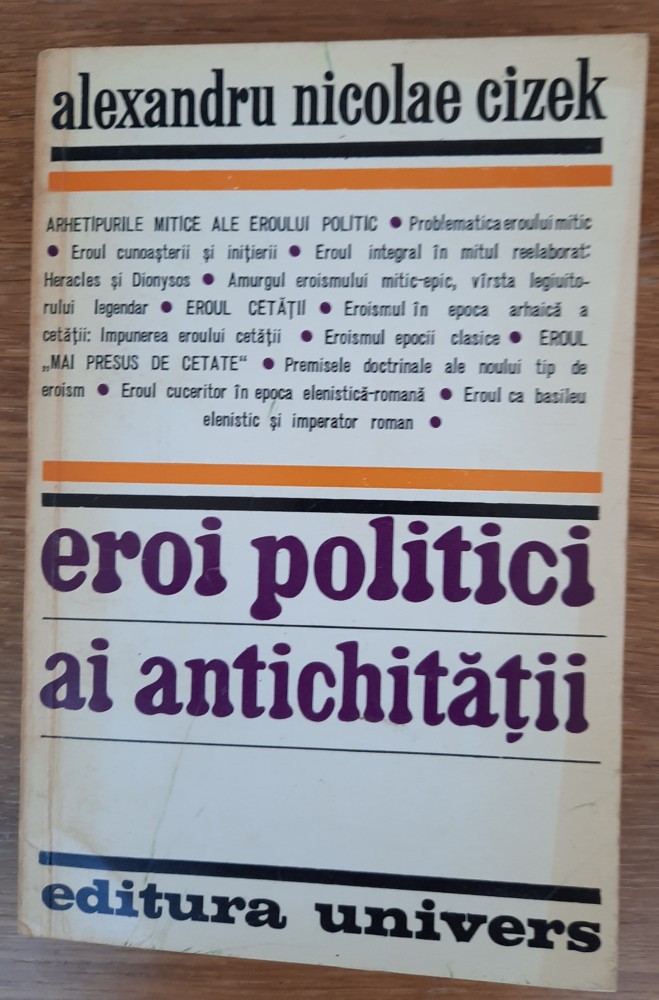 alexandru nicolae cizek
ARHETIPURILE MITICE ALE EROULUI POLITIC ● Problematica eroului mitic
● Eroul cunoașterii și inițierii ● Eroul integral în mitul reelaborat:
Heracles și Dionysos ● Amurgul eroismului mitic-epic, vîrsta legiuito-
rului legendar ● EROUL CETĂȚII ● Eroismul în epoca arhaică a
cetății: Impunerea eroului cetății ● Eroismul epocii clasice ● EROUL
„MAI PRESUS DE CETATE“ ● Premisele doctrinale ale noului tip de
eroism ● Eroul cuceritor în epoca elenistică-romană ● Eroul ca basileu
elenistic și imperator roman ●
eroi politici
ai antichității
editura univers